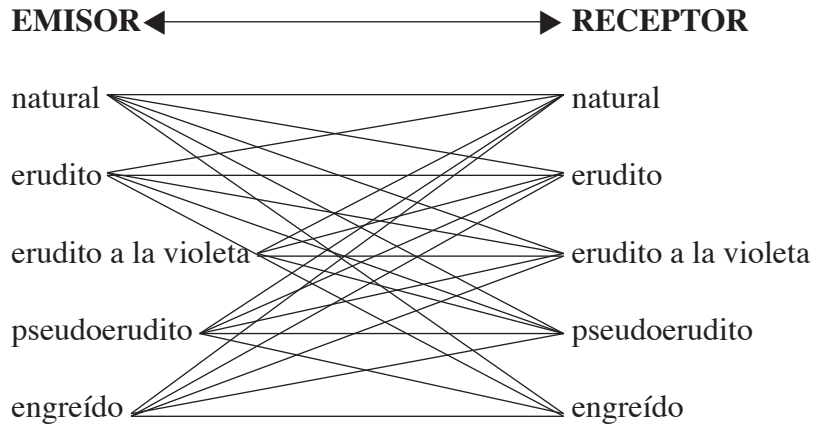 EMISOR RECEPTOR
natural natural
erudito erudito
erudito a la violeta erudito a la violeta
pseudoerudito pseudoerudito
engreído engreído